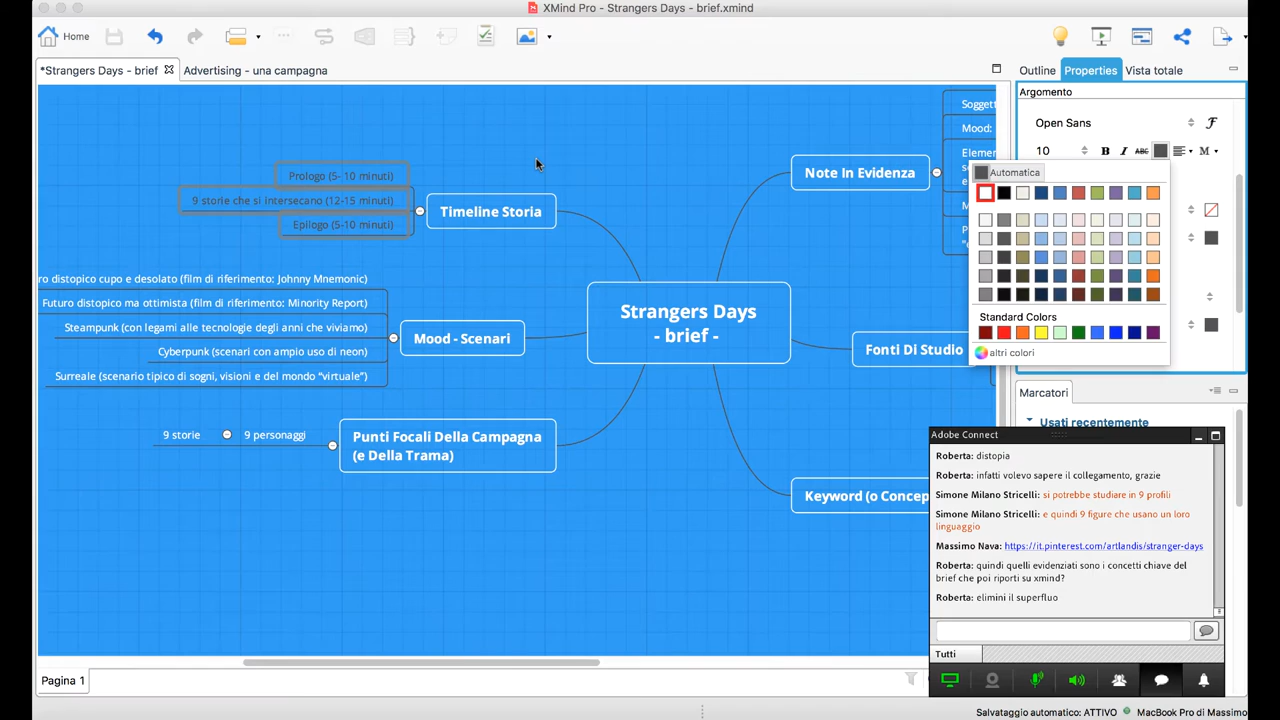 XMind Pro - Strangers Days - brief.xmind
Home
*Strangers Days - brief
Advertising - una campagna
Outline
Properties
Vista totale
Argomento
Open Sans
10
B
I
ABC
M
Automatica
Standard Colors
altri colori
Marcatori
Usati recentemente
Prologo (5- 10 minuti)
9 storie che si intersecano (12-15 minuti)
Epilogo (5-10 minuti)
Timeline Storia
ro distopico cupo e desolato (film di riferimento: Johnny Mnemonic)
Futuro distopico ma ottimista (film di riferimento: Minority Report)
Steampunk (con legami alle tecnologie degli anni che viviamo)
Cyberpunk (scenari con ampio uso di neon)
Surreale (scenario tipico di sogni, visioni e del mondo “virtuale”)
Mood - Scenari
9 storie
9 personaggi
Punti Focali Della Campagna
(e Della Trama)
Strangers Days
- brief -
Note In Evidenza
Soggett
Mood:
Elemen
Fonti Di Studio
Keyword (o Concep
Adobe Connect
Roberta: distopia
Roberta: infatti volevo sapere il collegamento, grazie
Simone Milano Stricelli: si potrebbe studiare in 9 profili
Simone Milano Stricelli: e quindi 9 figure che usano un loro
linguaggio
Massimo Nava: https://it.pinterest.com/artlandis/stranger-days
Roberta: quindi quelli evidenziati sono i concetti chiave del
brief che poi riporti su xmind?
Roberta: elimini il superfluo
Tutti
Pagina 1
Salvataggio automatico: ATTIVO
MacBook Pro di Massimo